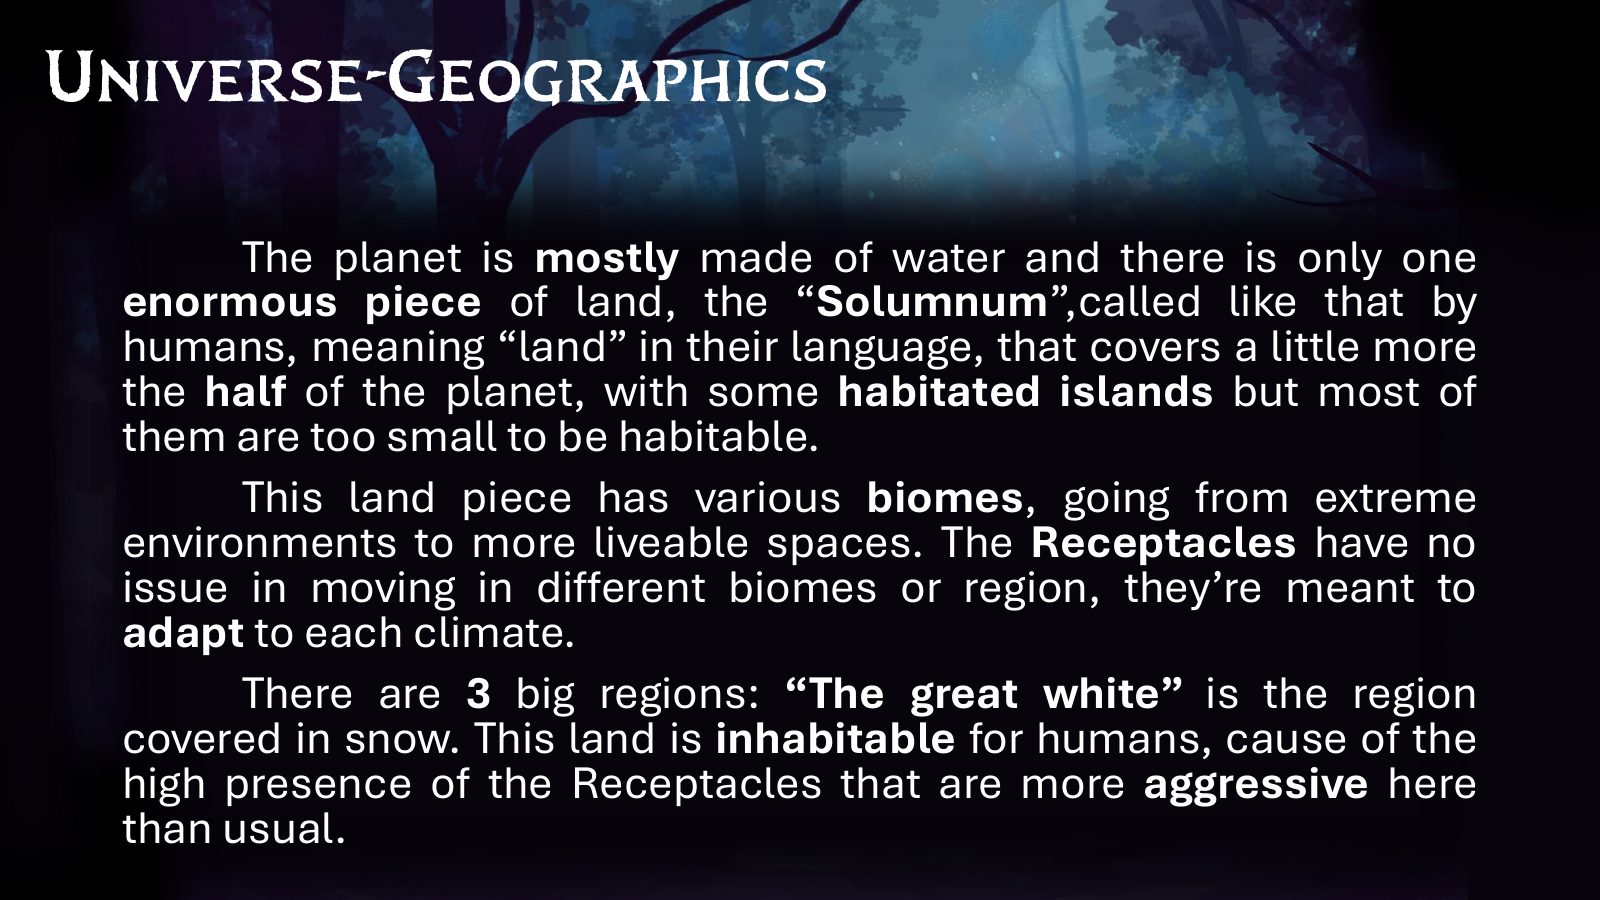 Universe-Geographics
The planet is mostly made of water and there is only one
enormous piece of land, the “Solumnum”,called like that by
humans, meaning “land” in their language, that covers a little more
the half of the planet, with some habitated islands but most of
them are too small to be habitable.
This land piece has various biomes, going from extreme
environments to more liveable spaces. The Receptacles have no
issue in moving in different biomes or region, they’re meant to
adapt to each climate.
There are 3 big regions: “The great white” is the region
covered in snow. This land is inhabitable for humans, cause of the
high presence of the Receptacles that are more aggressive here
than usual.